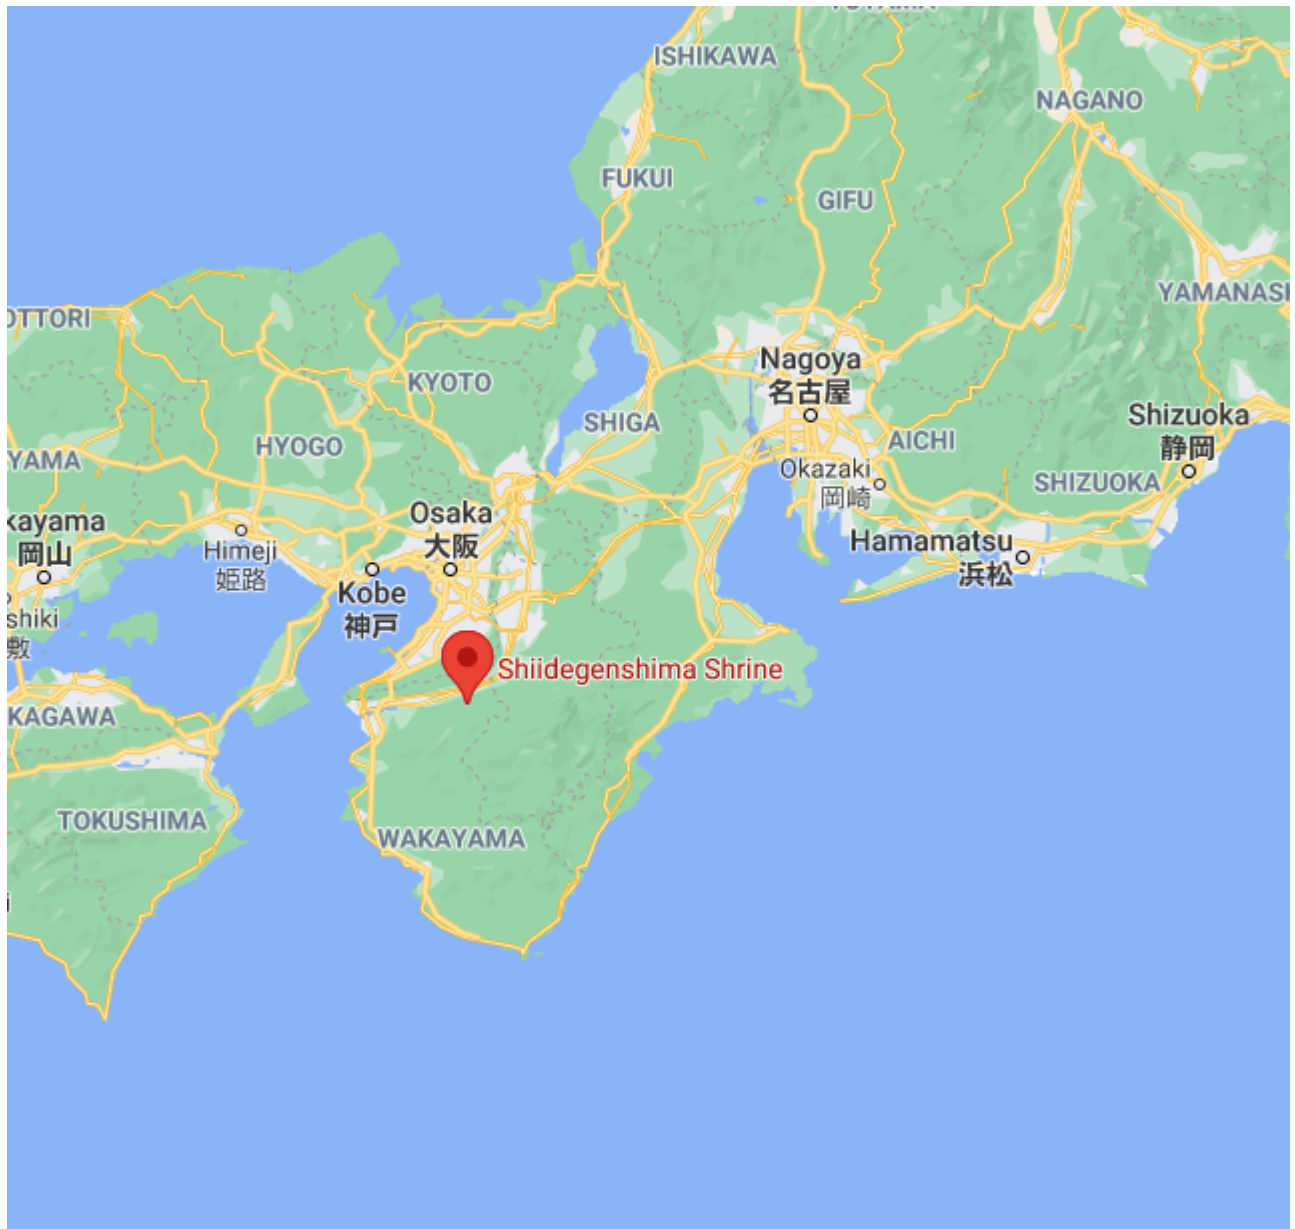 TOYAMA
ISHIKAWA
NAGANO
FUKUI
GIFU
YAMANASH
OTTORI
Nagoya
名古屋
KYOTO
SHIGA
Shizuoka
静岡
HYOGO
AICHI
YAMA
Okazaki
岡崎
SHIZUOKA
Osaka
大阪
kayama
岡山
Himeji
姫路
Hamamatsu
浜松
Kobe
神戸
shiki
敷
Shiidegenshima Shrine
KAGAWA
TOKUSHIMA
WAKAYAMA
i